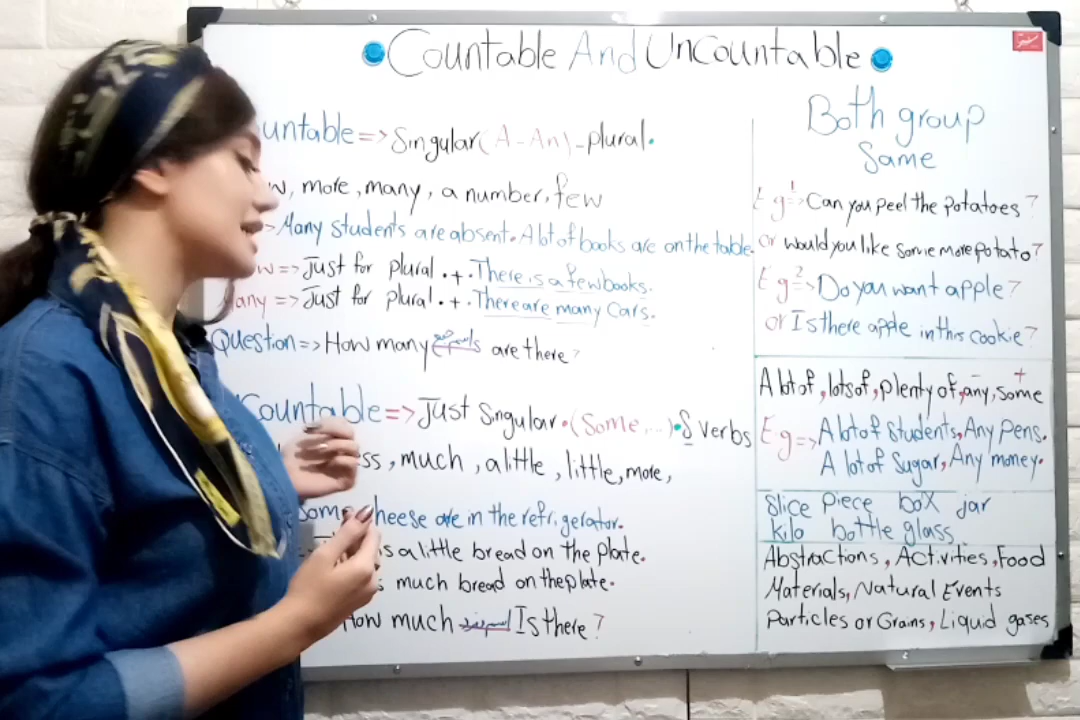 Countable And Uncountable
untable => Singular (A - An) - plural.
w, more, many, a number, few
> Many students are absent. A lot of books are on the table.
w => Just for plural . + . There is a few books.
any => Just for plural . + . There are many Cars.
Question => How many are there?
Countable => Just Singular . (Some, ..) . S verbs
ss, much, a little, little, more,
Some cheese are in the refrigerator.
is a little bread on the plate.
s much bread on the plate.
How much Is there?
Both group
Same
Eg 1 => Can you peel the potatoes?
or would you like some more potato?
Eg 2 => Do you want apple?
or Is there apple in this cookie?
A lot of, lots of, plenty of, any, some +
Eg => A lot of students, Any pens.
A lot of Sugar, Any money.
Slice Piece box jar
kilo bottle glass
Abstractions, Activities, Food
Materials, Natural Events
Particles or Grains, Liquid gases